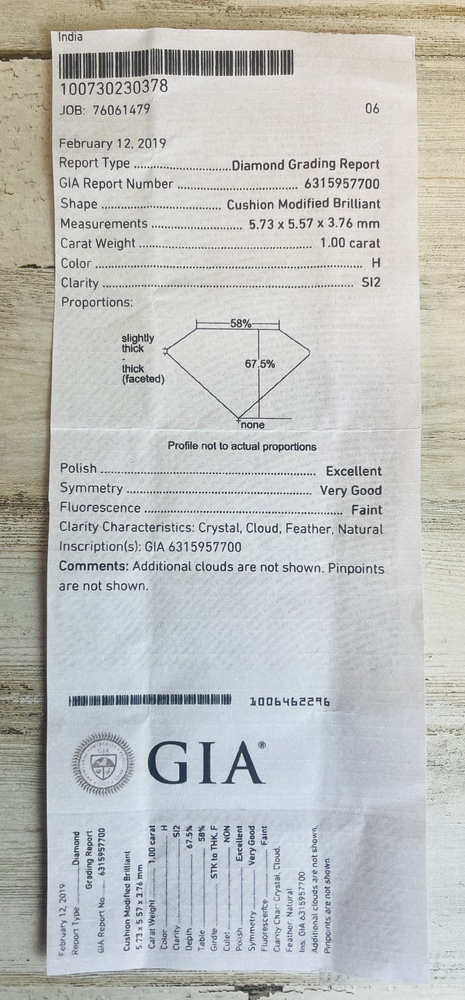 India
100730230378
JOB: 76061479 06
February 12, 2019
Report Type ........ Diamond Grading Report
GIA Report Number ........ 6315957700
Shape ........ Cushion Modified Brilliant
Measurements ........ 5.73 x 5.57 x 3.76 mm
Carat Weight ........ 1.00 carat
Color ........ H
Clarity ........ SI2
Proportions:
58%
slightly
thick
-
thick
(faceted)
67.5%
none
Profile not to actual proportions
Polish ........ Excellent
Symmetry ........ Very Good
Fluorescence ........ Faint
Clarity Characteristics: Crystal, Cloud, Feather, Natural
Inscription(s): GIA 6315957700
Comments: Additional clouds are not shown. Pinpoints
are not shown.
1006462296
GIA®
February 12, 2019
Report Type ........ Diamond
Grading Report
GIA Report No ........ 6315957700
Cushion Modified Brilliant
5.73 x 5.57 x 3.76 mm
Carat Weight ........ 1.00 carat
Color ........ H
Clarity ........ SI2
Depth ........ 67.5%
Table ........ 58%
Girdle ........ STK to THK, F
Culet ........ NON
Polish ........ Excellent
Symmetry ........ Very Good
Fluorescence ........ Faint
Clarity Char: Crystal, Cloud,
Feather, Natural
Ins: GIA 6315957700
Additional clouds are not shown.
Pinpoints are not shown.